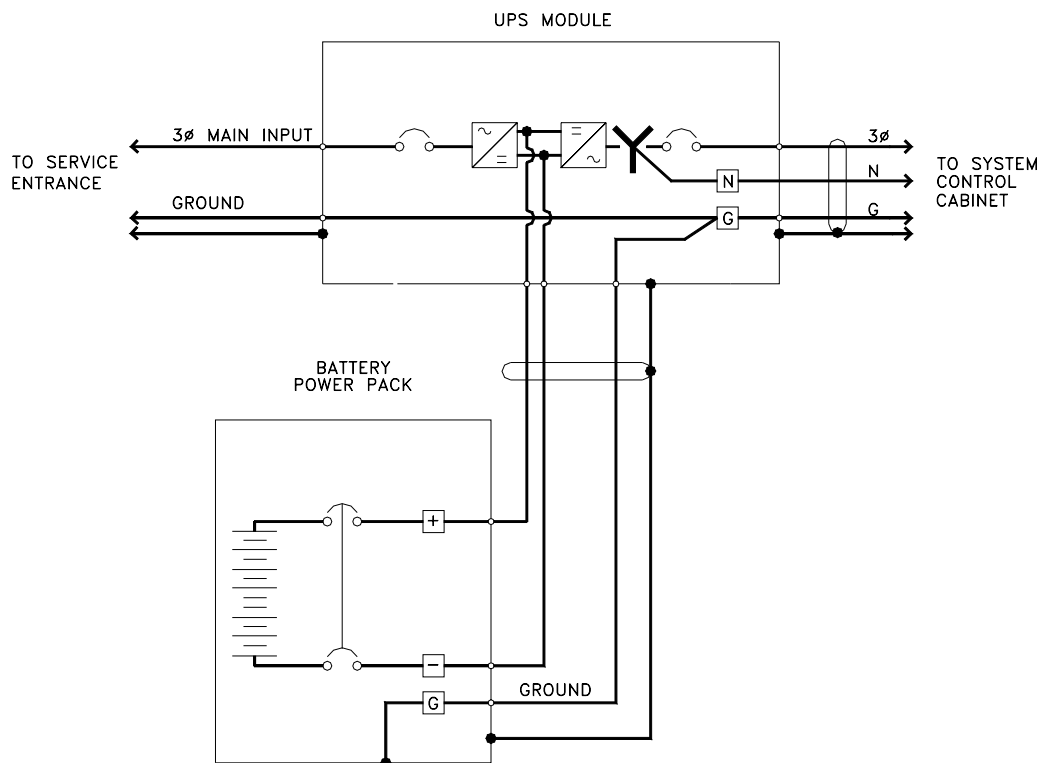 UPS MODULE
3ø MAIN INPUT
3ø
TO SERVICE
ENTRANCE
N
N
TO SYSTEM
CONTROL
CABINET
GROUND
G
G
BATTERY
POWER PACK
+
−
G
GROUND